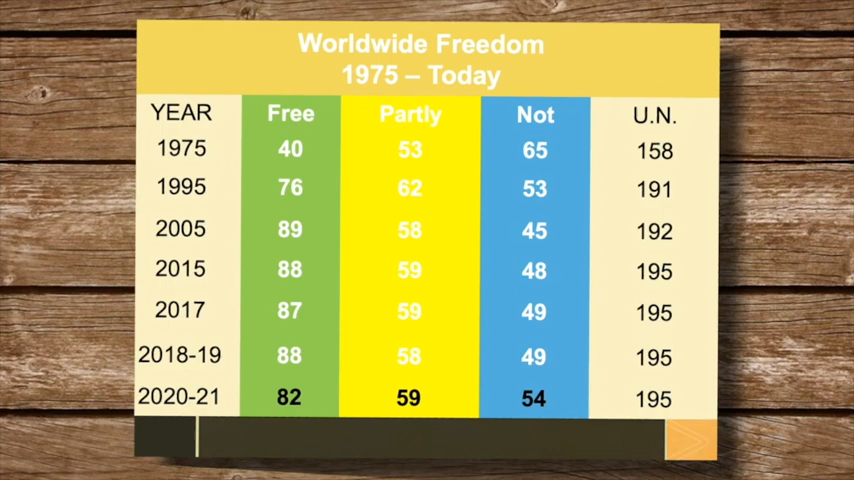 Worldwide Freedom
1975 – Today
YEAR Free Partly Not U.N.
1975 40 53 65 158
1995 76 62 53 191
2005 89 58 45 192
2015 88 59 48 195
2017 87 59 49 195
2018-19 88 58 49 195
2020-21 82 59 54 195